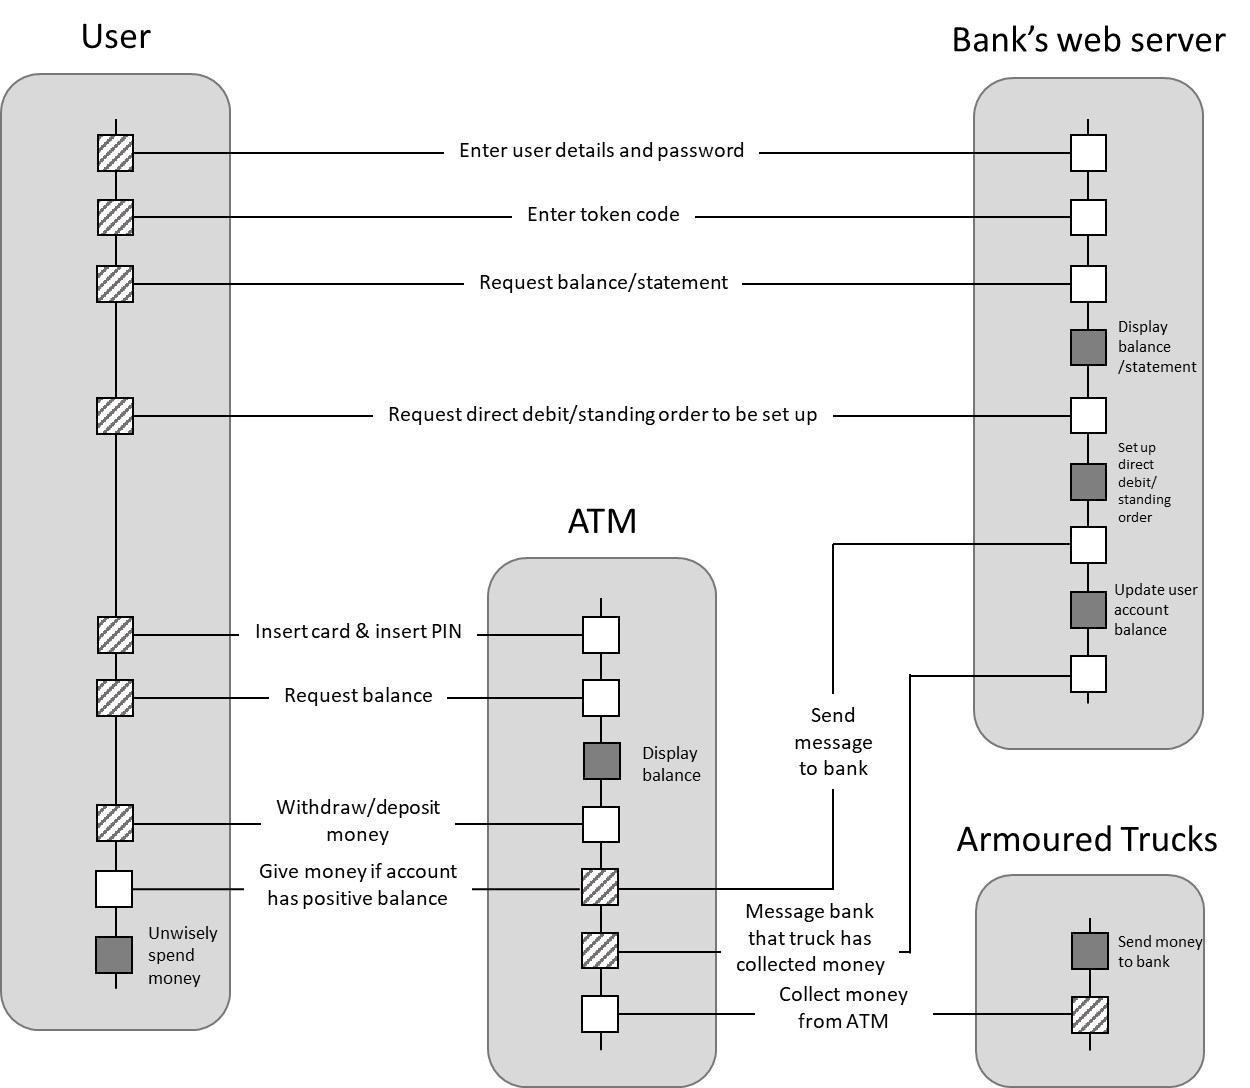 User
Bank's web server
Enter user details and password
Enter token code
Request balance/statement
Display
balance
/statement
Request direct debit/standing order to be set up
Set up
direct
debit/
standing
order
ATM
Update user
account
balance
Insert card & insert PIN
Request balance
Send
message
to bank
Display
balance
Withdraw/deposit
money
Armoured Trucks
Give money if account
has positive balance
Message bank
that truck has
collected money
Unwisely
spend
money
Send money
to bank
Collect money
from ATM